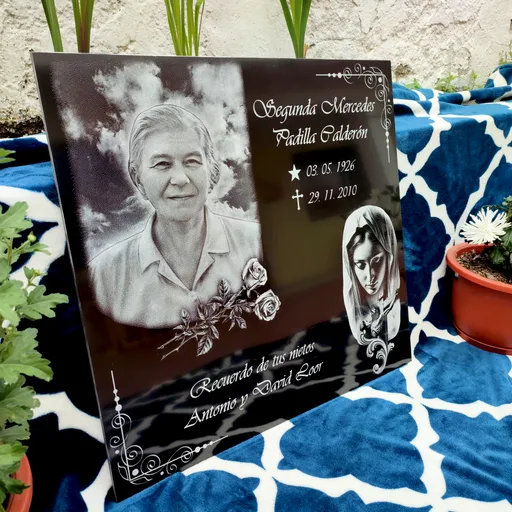 Segunda Mercedes
Padilla Calderón
03. 05. 1926
29. 11. 2010
Recuerdo de tus nietos
Antonio y David Loor